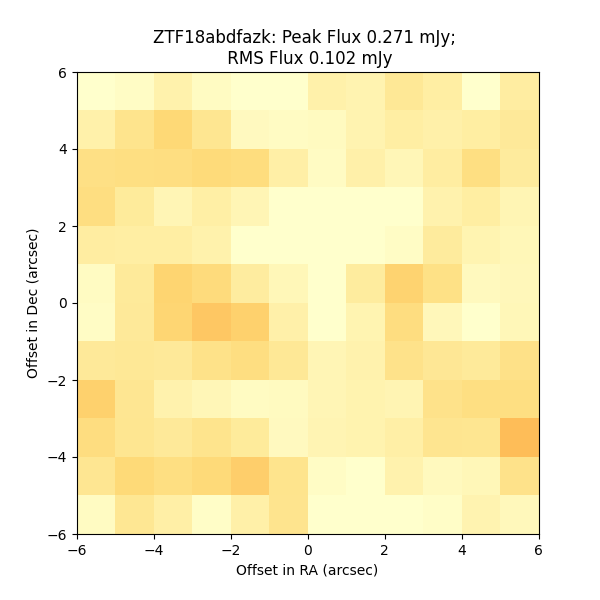 ZTF18abdfazk: Peak Flux 0.271 mJy;
RMS Flux 0.102 mJy
6
4
2
0
−2
−4
−6
Offset in Dec (arcsec)
−6 −4 −2 0 2 4 6
Offset in RA (arcsec)